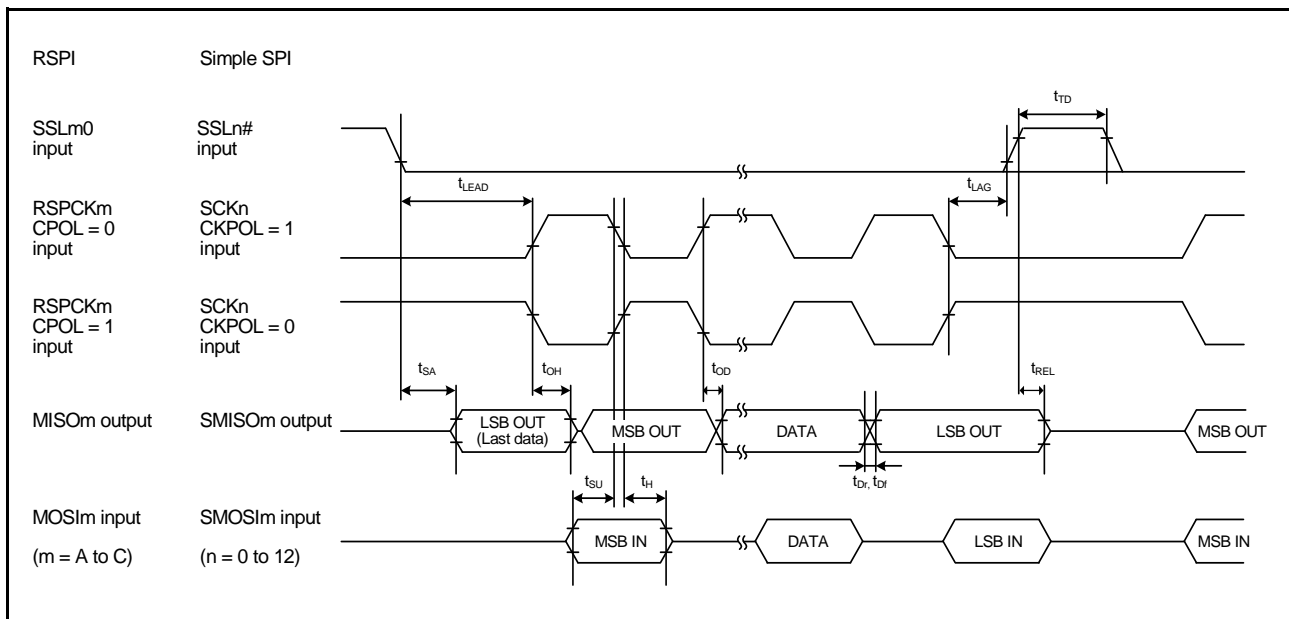 RSPI Simple SPI
tTD
SSLm0 SSLn#
input input
tLEAD tLAG
RSPCKm SCKn
CPOL = 0 CKPOL = 1
input input
RSPCKm SCKn
CPOL = 1 CKPOL = 0
input input
tSA tOH tOD tREL
MISOm output SMISOm output LSB OUT MSB OUT DATA LSB OUT MSB OUT
(Last data)
tSU tH tDr, tDf
MOSIm input SMOSIm input MSB IN DATA LSB IN MSB IN
(m = A to C) (n = 0 to 12)